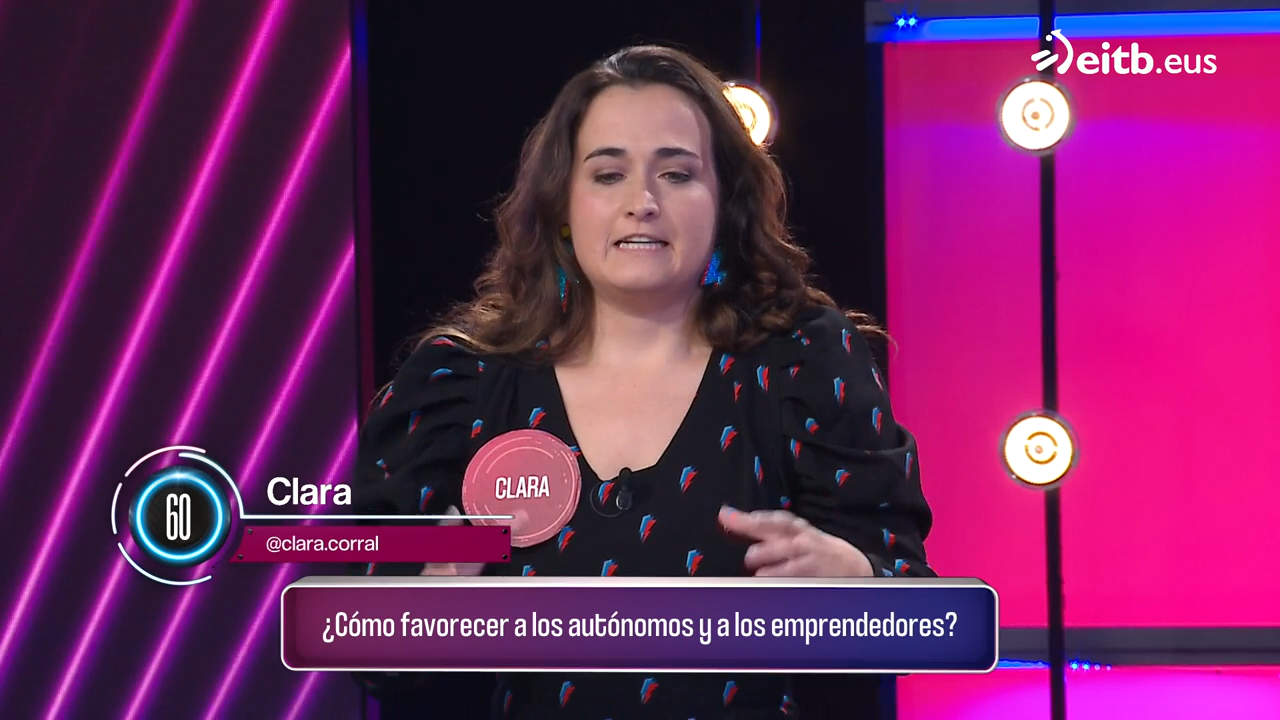 eitb.eus
CLARA
60
Clara
@clara.corral
¿Cómo favorecer a los autónomos y a los emprendedores?